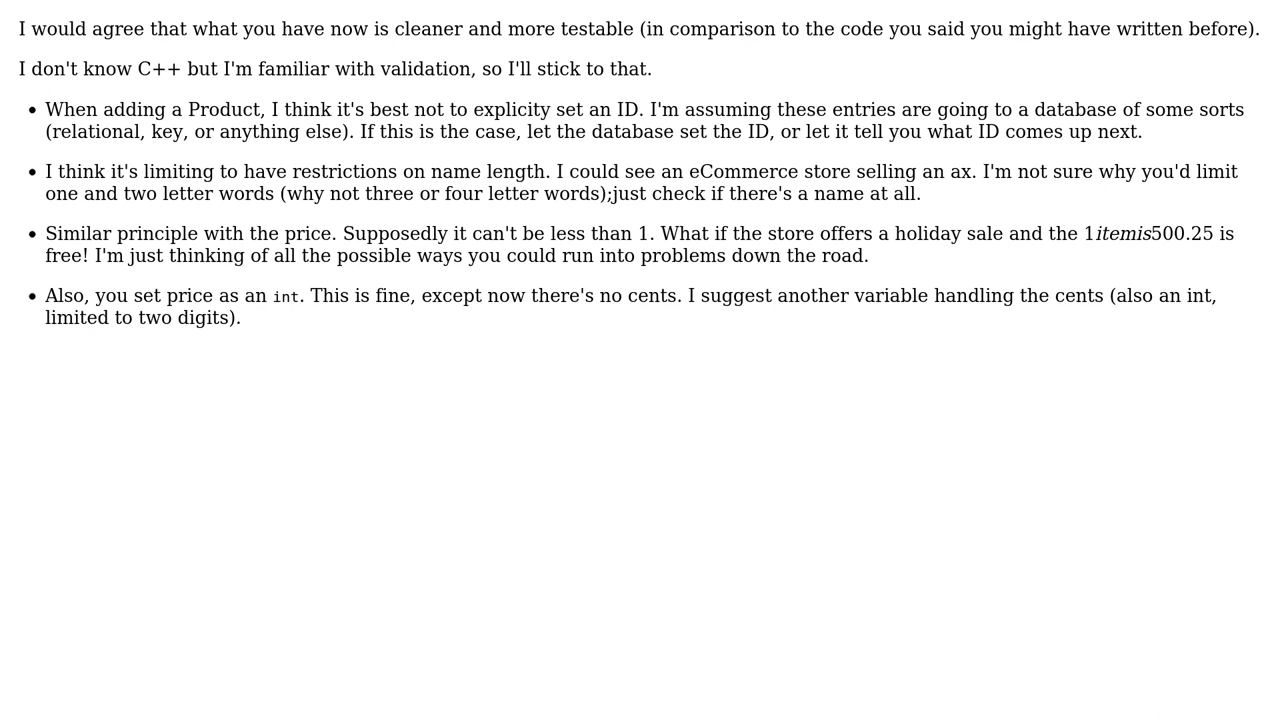 I would agree that what you have now is cleaner and more testable (in comparison to the code you said you might have written before).
I don't know C++ but I'm familiar with validation, so I'll stick to that.
• When adding a Product, I think it's best not to explicity set an ID. I'm assuming these entries are going to a database of some sorts
(relational, key, or anything else). If this is the case, let the database set the ID, or let it tell you what ID comes up next.
• I think it's limiting to have restrictions on name length. I could see an eCommerce store selling an ax. I'm not sure why you'd limit
one and two letter words (why not three or four letter words);just check if there's a name at all.
• Similar principle with the price. Supposedly it can't be less than 1. What if the store offers a holiday sale and the 1itemis500.25 is
free! I'm just thinking of all the possible ways you could run into problems down the road.
• Also, you set price as an int. This is fine, except now there's no cents. I suggest another variable handling the cents (also an int,
limited to two digits).